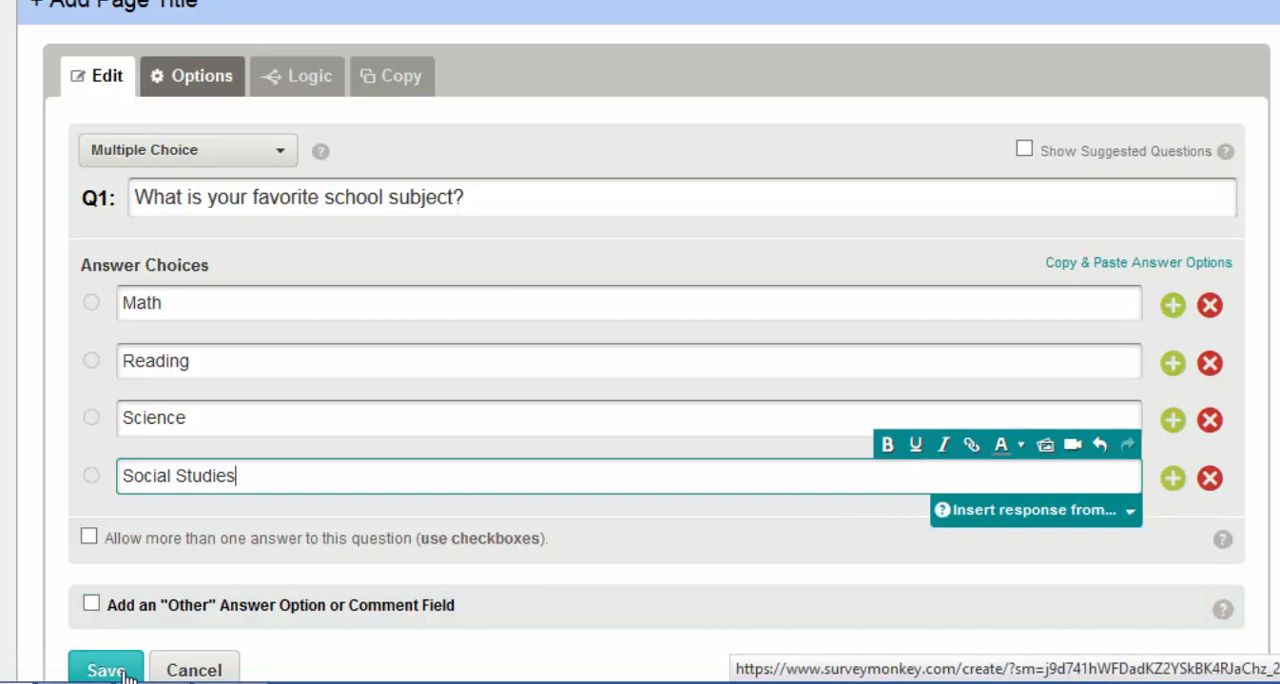 + Add Page Title
Edit Options Logic Copy
Multiple Choice ? Show Suggested Questions ?
Q1: What is your favorite school subject?
Answer Choices Copy & Paste Answer Options
Math
Reading
Science
B U I A
Social Studies
? Insert response from...
Allow more than one answer to this question (use checkboxes). ?
Add an "Other" Answer Option or Comment Field ?
Save Cancel https://www.surveymonkey.com/create/?sm=j9d741hWFDadKZ2YSkBK4RJaChz_2